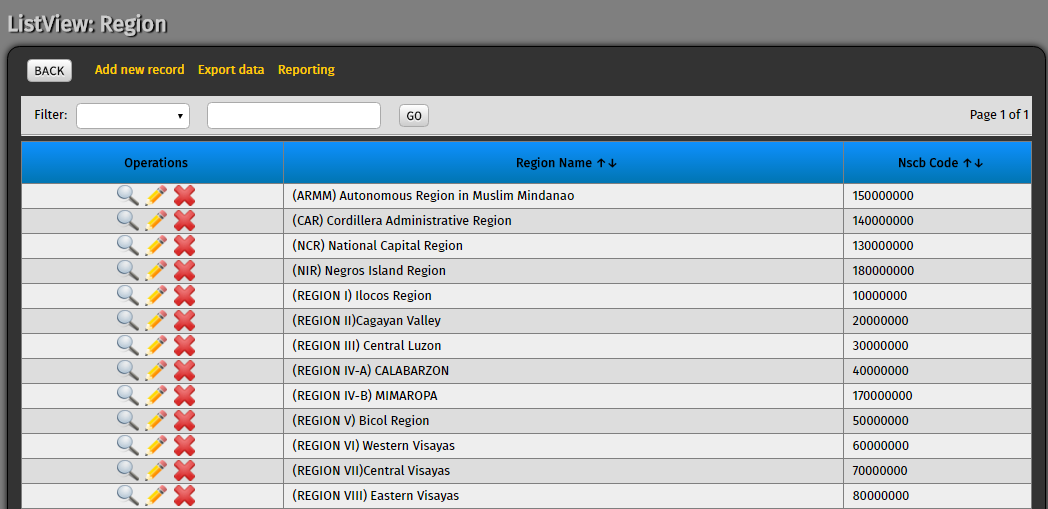 ListView: Region
BACK Add new record Export data Reporting
Filter: GO Page 1 of 1
Operations Region Name ↑↓ Nscb Code ↑↓
(ARMM) Autonomous Region in Muslim Mindanao 150000000
(CAR) Cordillera Administrative Region 140000000
(NCR) National Capital Region 130000000
(NIR) Negros Island Region 180000000
(REGION I) Ilocos Region 10000000
(REGION II)Cagayan Valley 20000000
(REGION III) Central Luzon 30000000
(REGION IV-A) CALABARZON 40000000
(REGION IV-B) MIMAROPA 170000000
(REGION V) Bicol Region 50000000
(REGION VI) Western Visayas 60000000
(REGION VII)Central Visayas 70000000
(REGION VIII) Eastern Visayas 80000000